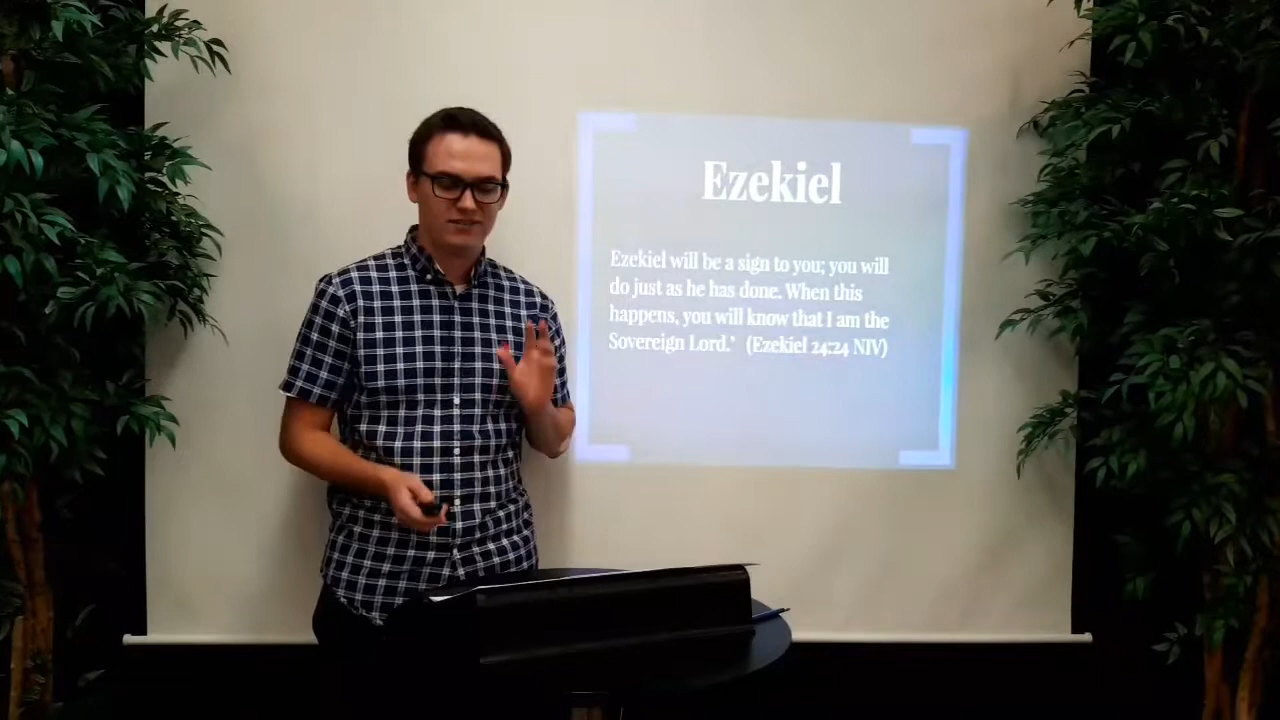 Ezekiel
Ezekiel will be a sign to you; you will
do just as he has done. When this
happens, you will know that I am the
Sovereign Lord.” (Ezekiel 24:24 NIV)